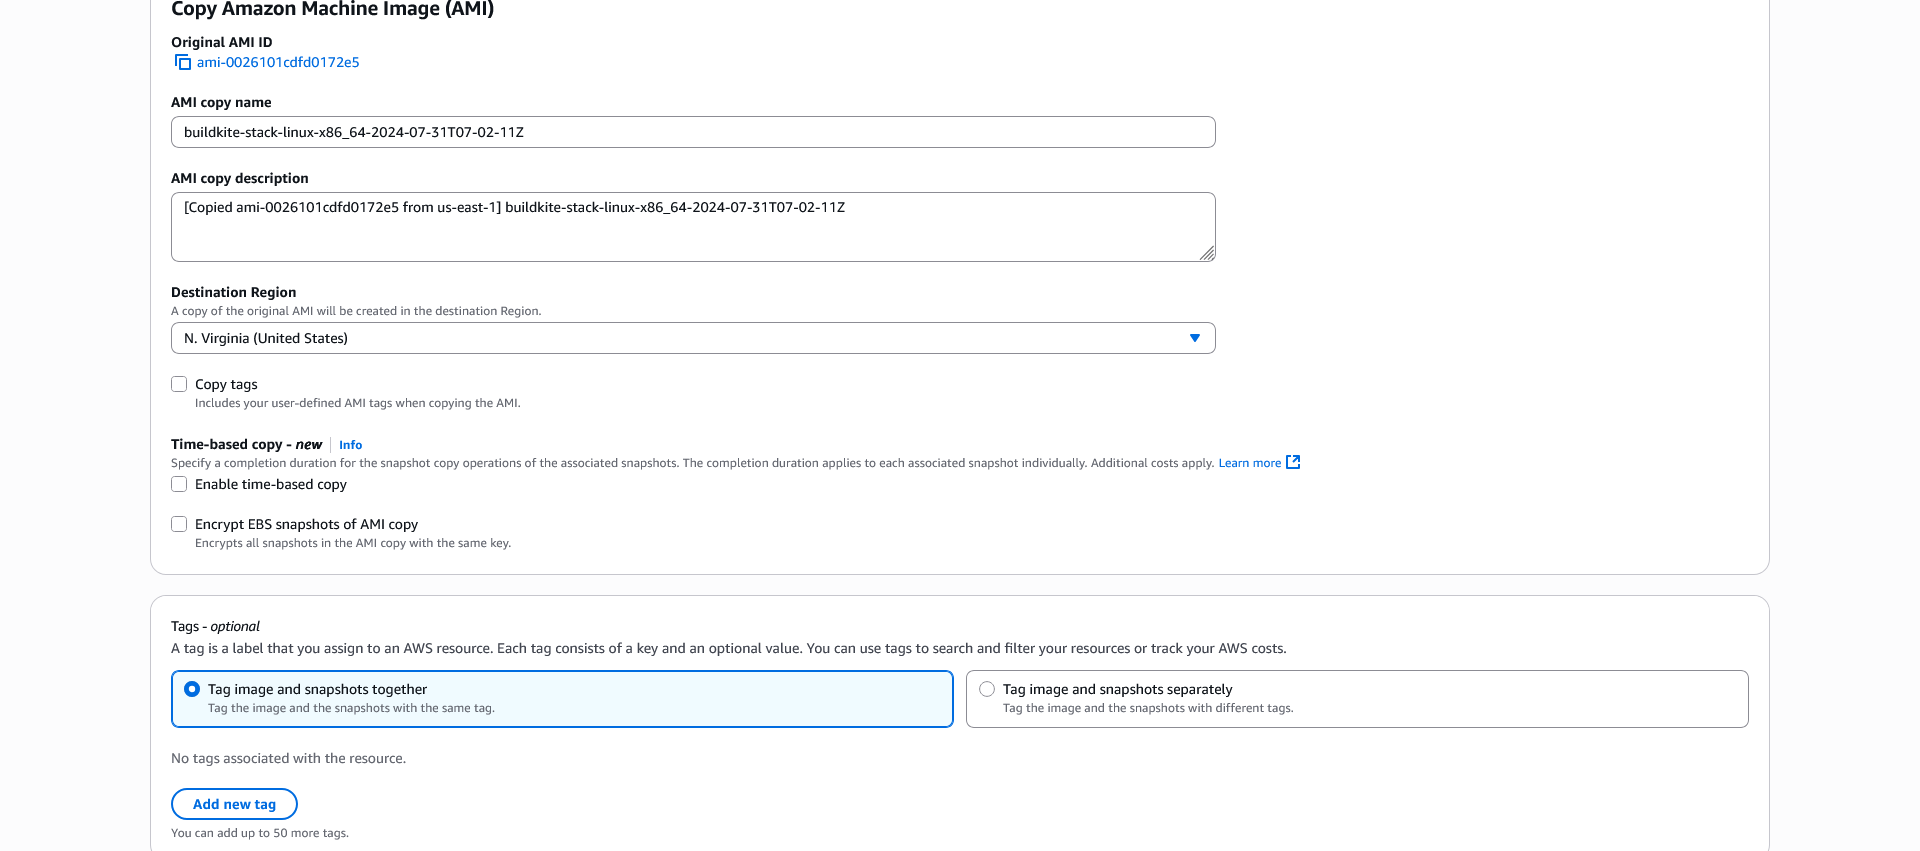 Copy Amazon Machine Image (AMI)
Original AMI ID
ami-0026101cdfd0172e5
AMI copy name
buildkite-stack-linux-x86_64-2024-07-31T07-02-11Z
AMI copy description
[Copied ami-0026101cdfd0172e5 from us-east-1] buildkite-stack-linux-x86_64-2024-07-31T07-02-11Z
Destination Region
A copy of the original AMI will be created in the destination Region.
N. Virginia (United States)
Copy tags
Includes your user-defined AMI tags when copying the AMI.
Time-based copy - new Info
Specify a completion duration for the snapshot copy operations of the associated snapshots. The completion duration applies to each associated snapshot individually. Additional costs apply. Learn more
Enable time-based copy
Encrypt EBS snapshots of AMI copy
Encrypts all snapshots in the AMI copy with the same key.
Tags - optional
A tag is a label that you assign to an AWS resource. Each tag consists of a key and an optional value. You can use tags to search and filter your resources or track your AWS costs.
Tag image and snapshots together
Tag the image and the snapshots with the same tag.
Tag image and snapshots separately
Tag the image and the snapshots with different tags.
No tags associated with the resource.
Add new tag
You can add up to 50 more tags.